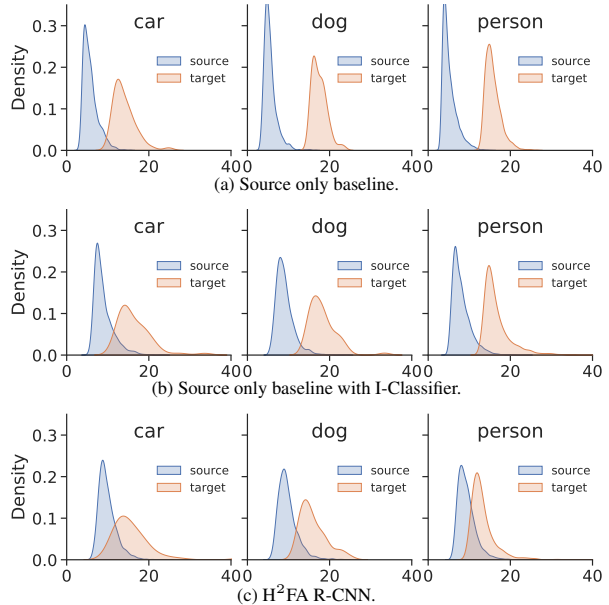 car dog person
Density
0.3
0.2
0.1
0.0
source source source
target target target
0 20 40 0 20 40 0 20 40
(a) Source only baseline.
car dog person
Density
0.3
0.2
0.1
0.0
source source source
target target target
0 20 40 0 20 40 0 20 40
(b) Source only baseline with I-Classifier.
car dog person
Density
0.3
0.2
0.1
0.0
source source source
target target target
0 20 40 0 20 40 0 20 40
(c) H²FA R-CNN.